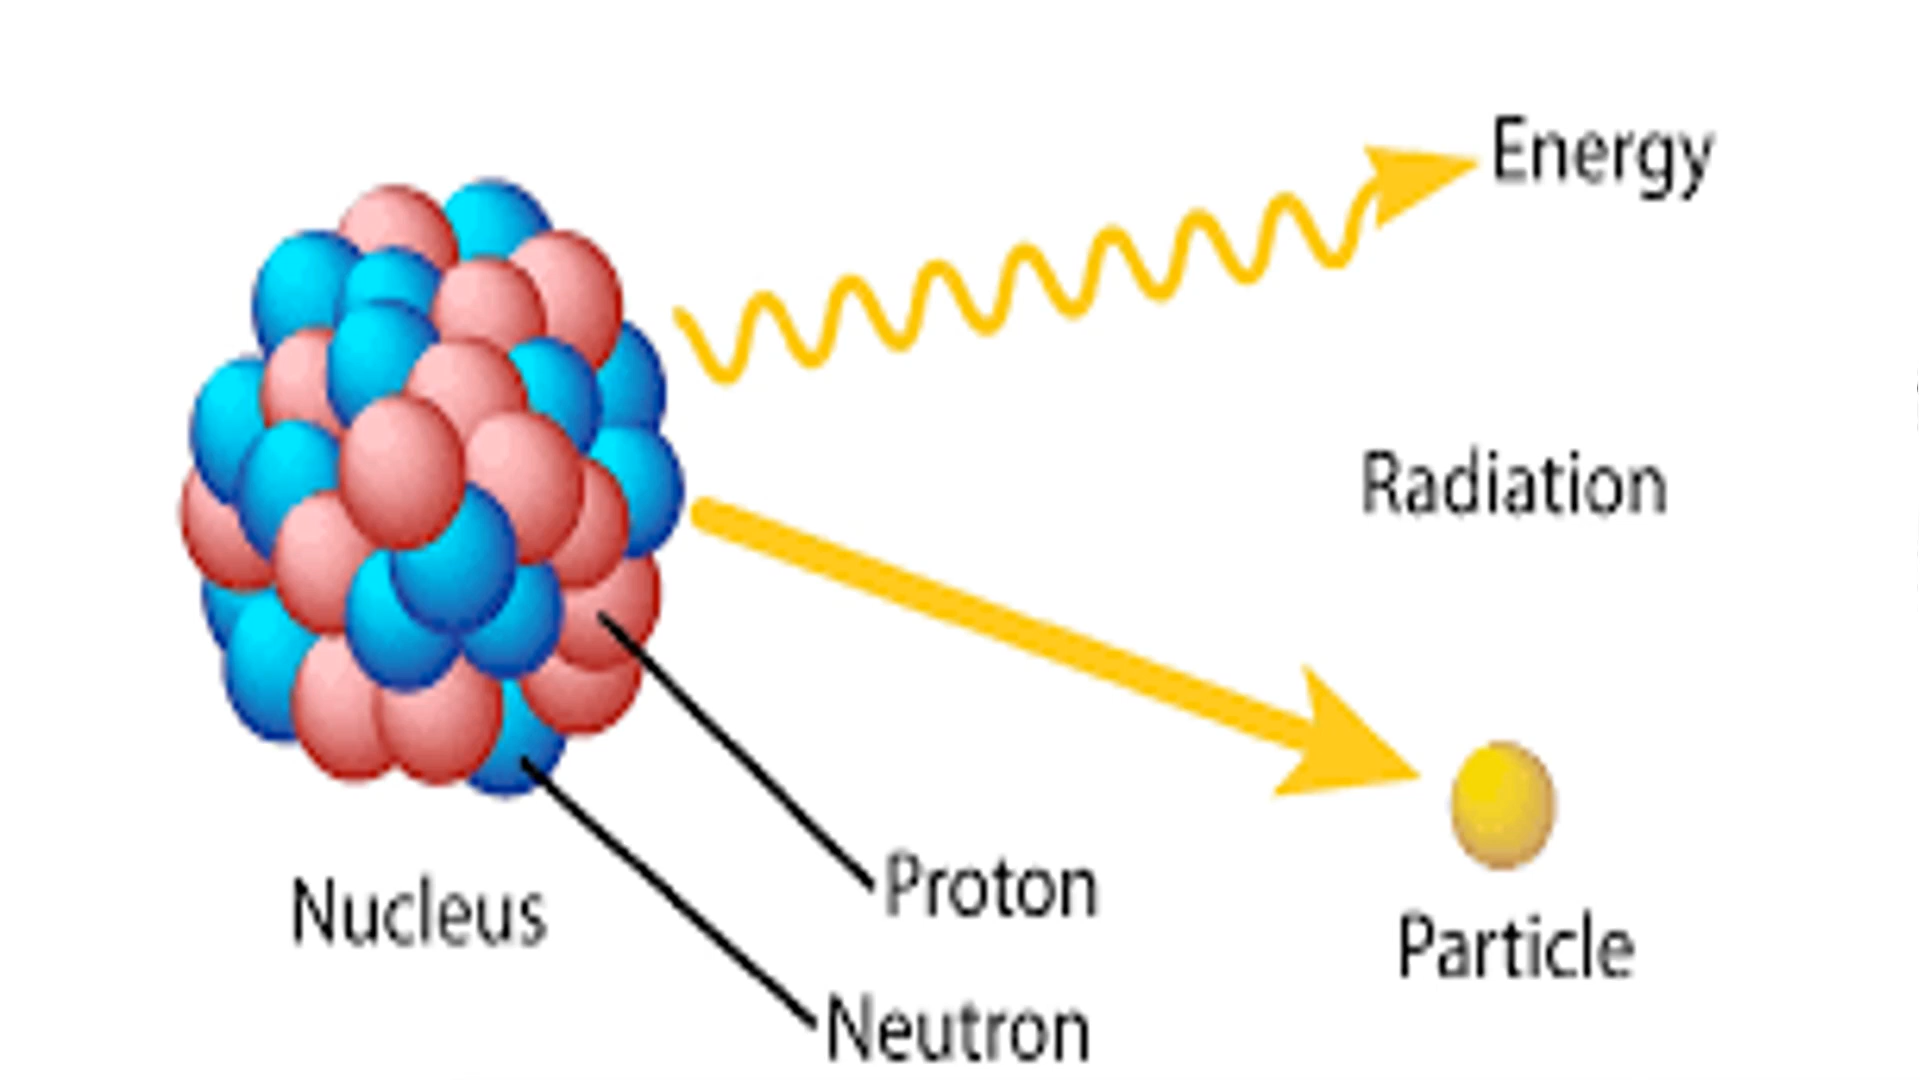 Energy
Radiation
Proton
Nucleus
Particle
Neutron